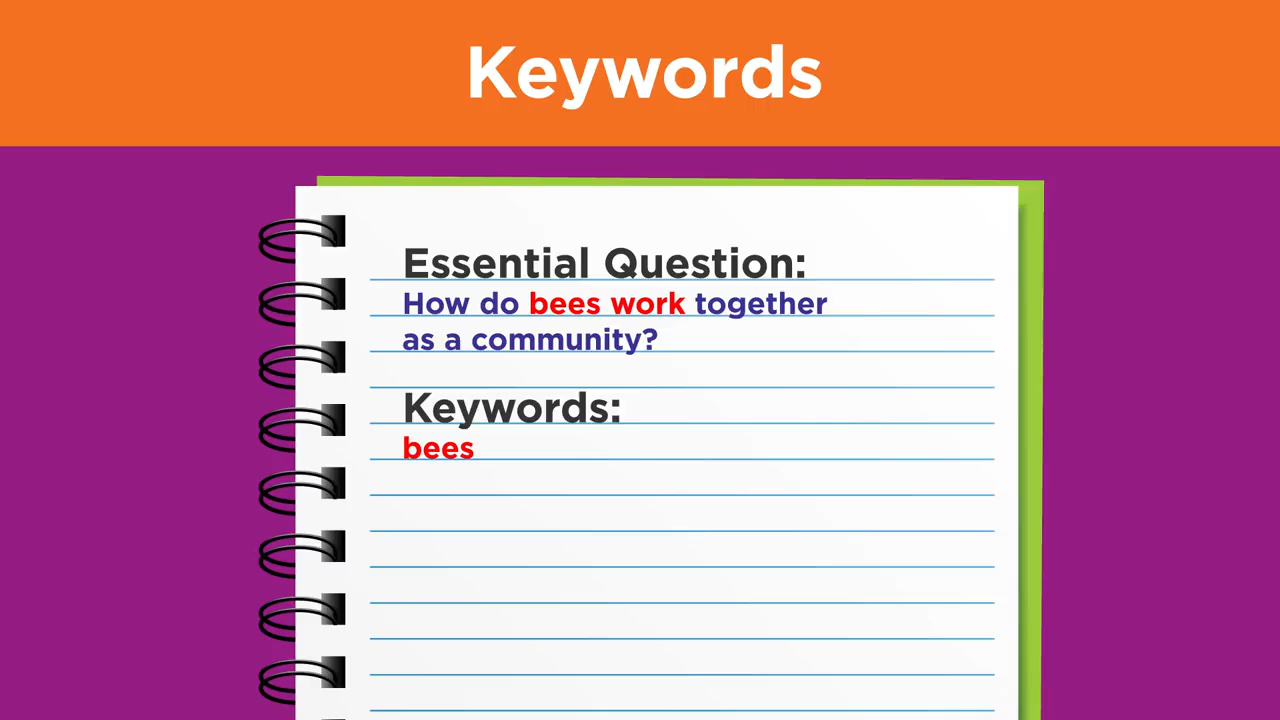 Keywords
Essential Question:
How do bees work together
as a community?
Keywords:
bees